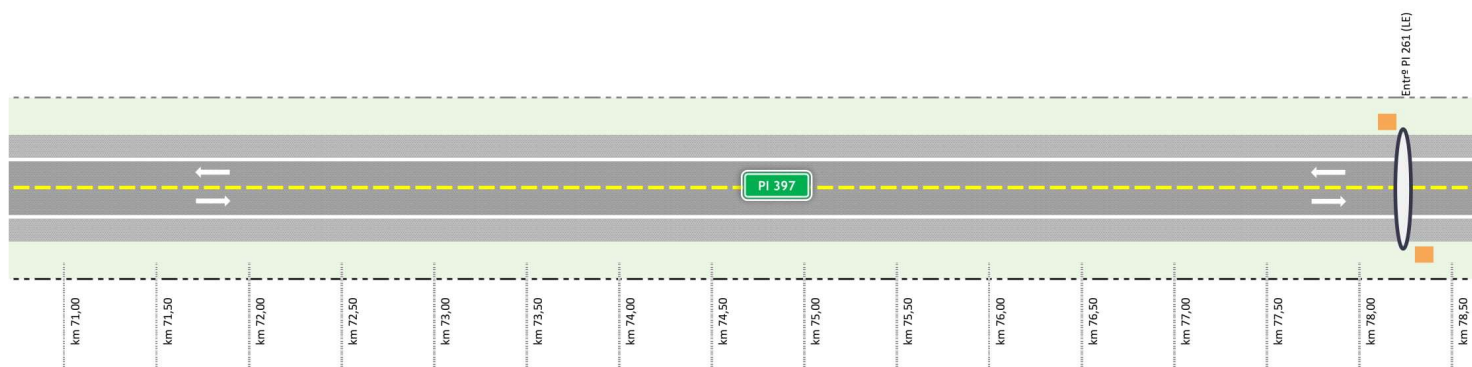 Entrº PI 261 (LE)
PI 397
km 71,00
km 71,50
km 72,00
km 72,50
km 73,00
km 73,50
km 74,00
km 74,50
km 75,00
km 75,50
km 76,00
km 76,50
km 77,00
km 77,50
km 78,00
km 78,50